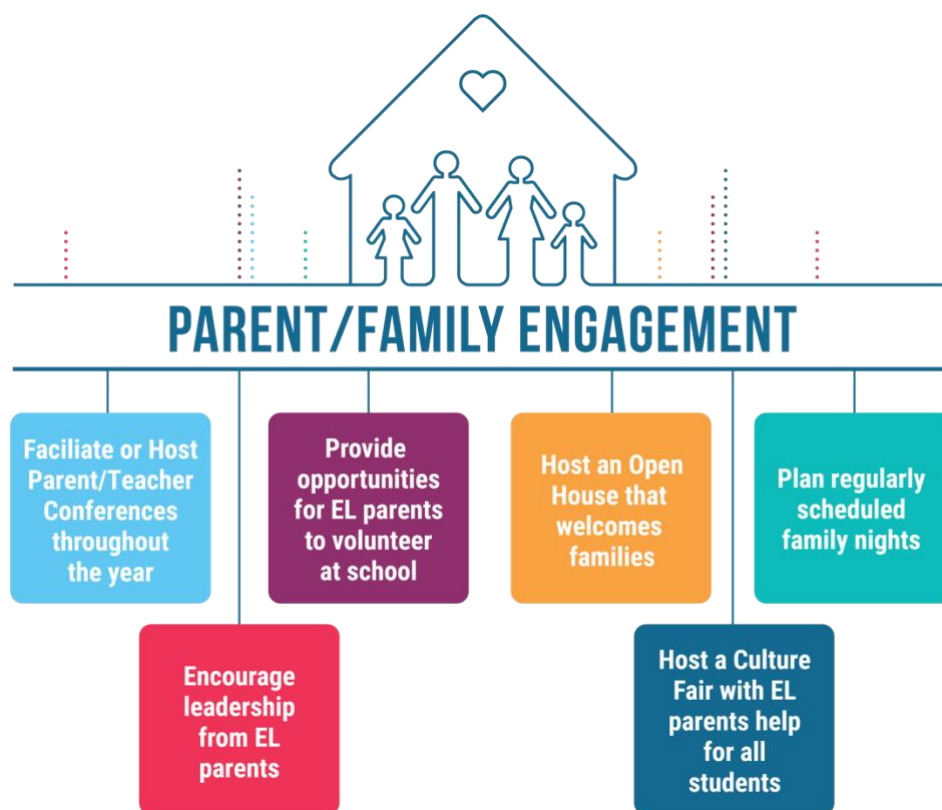 PARENT/FAMILY ENGAGEMENT
Faciliate or Host
Parent/Teacher
Conferences
throughout
the year
Encourage
leadership
from EL
parents
Provide
opportunities
for EL parents
to volunteer
at school
Host an Open
House that
welcomes
families
Host a Culture
Fair with EL
parents help
for all
students
Plan regularly
scheduled
family nights